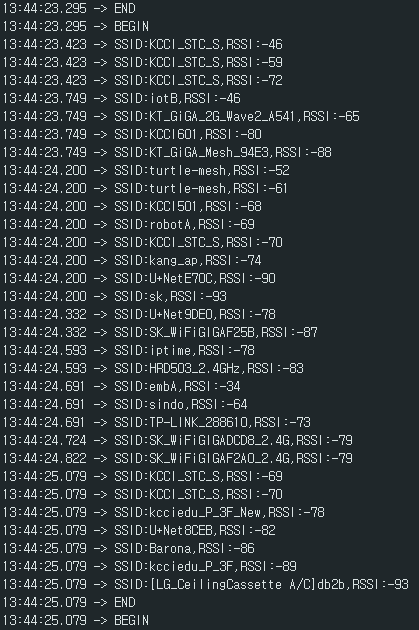 13:44:23.295 -> END
13:44:23.295 -> BEGIN
13:44:23.423 -> SSID:KCCI_STC_S,RSSI:-46
13:44:23.423 -> SSID:KCCI_STC_S,RSSI:-59
13:44:23.423 -> SSID:KCCI_STC_S,RSSI:-72
13:44:23.749 -> SSID:iotB,RSSI:-46
13:44:23.749 -> SSID:KT_GiGA_2G_Wave2_A541,RSSI:-65
13:44:23.749 -> SSID:KCCI601,RSSI:-80
13:44:23.749 -> SSID:KT_GiGA_Mesh_94E3,RSSI:-88
13:44:24.200 -> SSID:turtle-mesh,RSSI:-52
13:44:24.200 -> SSID:turtle-mesh,RSSI:-61
13:44:24.200 -> SSID:KCCI501,RSSI:-68
13:44:24.200 -> SSID:robotA,RSSI:-69
13:44:24.200 -> SSID:KCCI_STC_S,RSSI:-70
13:44:24.200 -> SSID:kang_ap,RSSI:-74
13:44:24.200 -> SSID:U+NetE70C,RSSI:-90
13:44:24.200 -> SSID:sk,RSSI:-93
13:44:24.332 -> SSID:U+Net9DE0,RSSI:-78
13:44:24.332 -> SSID:SK_WiFiGIGAF25B,RSSI:-87
13:44:24.593 -> SSID:iptime,RSSI:-78
13:44:24.593 -> SSID:HRD503_2.4GHz,RSSI:-83
13:44:24.691 -> SSID:embA,RSSI:-34
13:44:24.691 -> SSID:sindo,RSSI:-64
13:44:24.691 -> SSID:TP-LINK_288610,RSSI:-73
13:44:24.724 -> SSID:SK_WiFiGIGADCD8_2.4G,RSSI:-79
13:44:24.822 -> SSID:SK_WiFiGIGAF2A0_2.4G,RSSI:-79
13:44:25.079 -> SSID:KCCI_STC_S,RSSI:-69
13:44:25.079 -> SSID:KCCI_STC_S,RSSI:-70
13:44:25.079 -> SSID:kcciedu_P_3F_New,RSSI:-78
13:44:25.079 -> SSID:U+Net8CEB,RSSI:-82
13:44:25.079 -> SSID:Barona,RSSI:-86
13:44:25.079 -> SSID:kcciedu_P_3F,RSSI:-89
13:44:25.079 -> SSID:[LG_CeilingCassette A/C]db2b,RSSI:-93
13:44:25.079 -> END
13:44:25.079 -> BEGIN